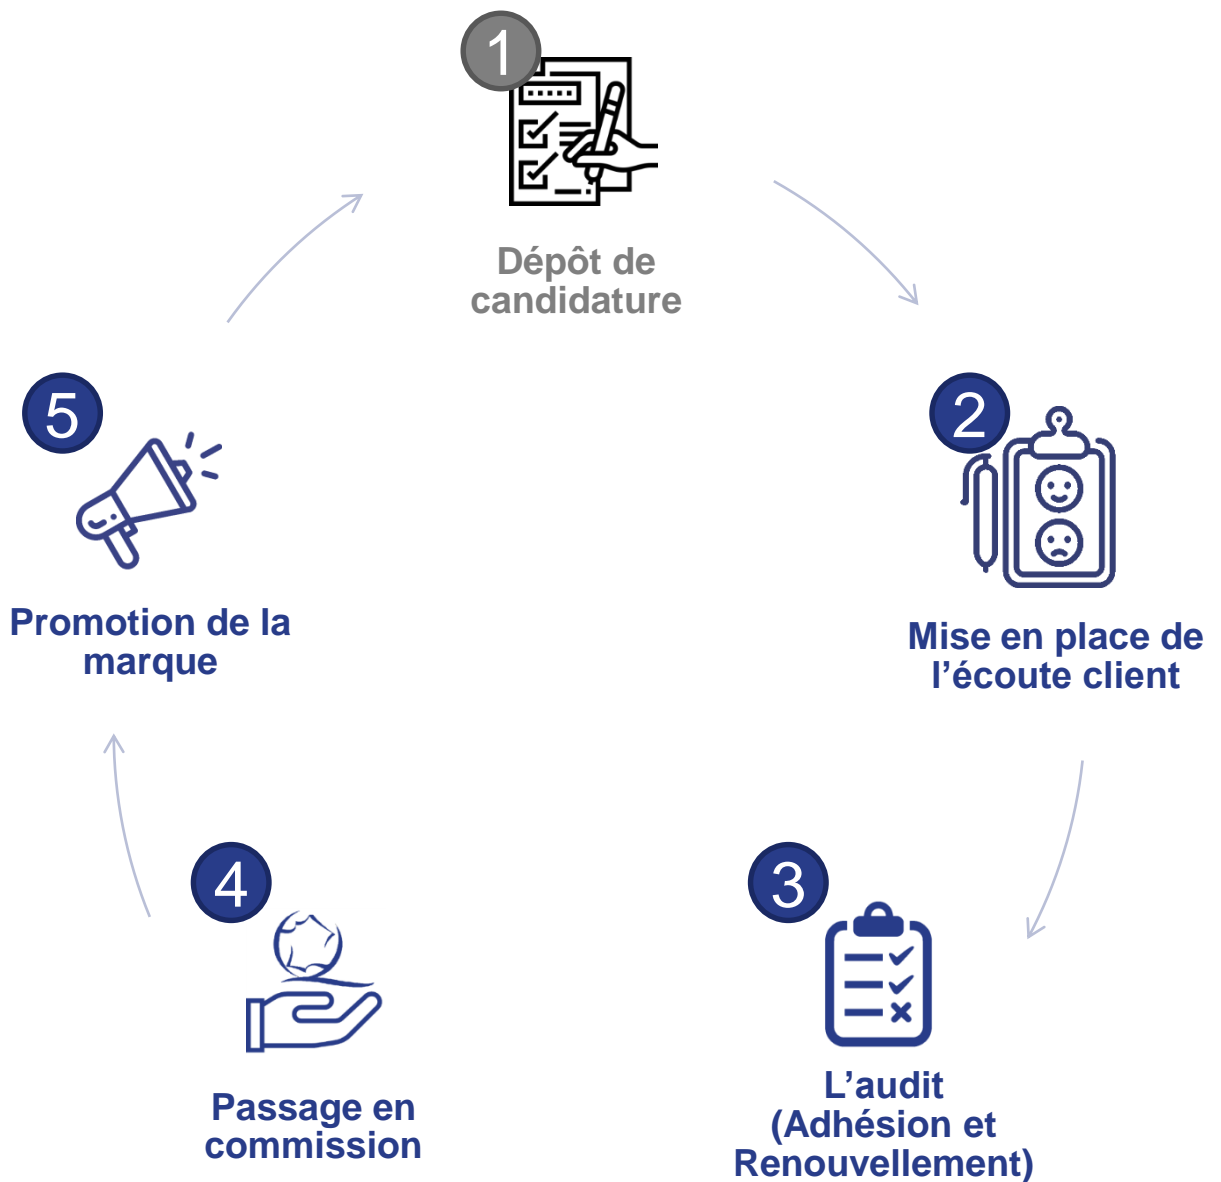 1
Dépôt de
candidature
2
Mise en place de
l’écoute client
3
L’audit
(Adhésion et
Renouvellement)
4
Passage en
commission
5
Promotion de la
marque